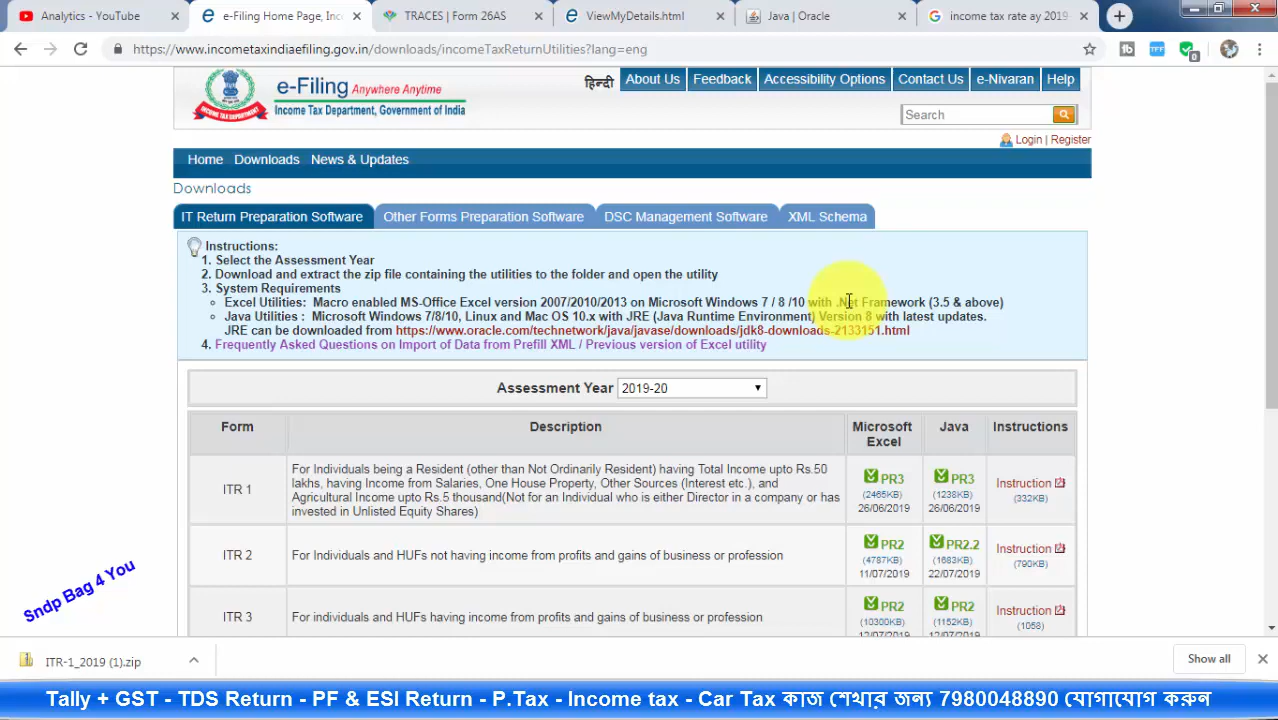 Analytics - YouTube
e-Filing Home Page, Inc
TRACES | Form 26AS
ViewMyDetails.html
Java | Oracle
income tax rate ay 2019
https://www.incometaxindiaefiling.gov.in/downloads/incomeTaxReturnUtilities?lang=eng
e-Filing Anywhere Anytime
Income Tax Department, Government of India
हिन्दी About Us Feedback Accessibility Options Contact Us e-Nivaran Help
Search
Login | Register
Home Downloads News & Updates
Downloads
IT Return Preparation Software Other Forms Preparation Software DSC Management Software XML Schema
Instructions:
1. Select the Assessment Year
2. Download and extract the zip file containing the utilities to the folder and open the utility
3. System Requirements
Excel Utilities: Macro enabled MS-Office Excel version 2007/2010/2013 on Microsoft Windows 7 / 8 /10 with .Net Framework (3.5 & above)
Java Utilities : Microsoft Windows 7/8/10, Linux and Mac OS 10.x with JRE (Java Runtime Environment) Version 8 with latest updates.
JRE can be downloaded from https://www.oracle.com/technetwork/java/javase/downloads/jdk8-downloads-2133151.html
4. Frequently Asked Questions on Import of Data from Prefill XML / Previous version of Excel utility
Assessment Year 2019-20
Form Description Microsoft Excel Java Instructions
ITR 1
For Individuals being a Resident (other than Not Ordinarily Resident) having Total Income upto Rs.50
lakhs, having Income from Salaries, One House Property, Other Sources (Interest etc.), and
Agricultural Income upto Rs.5 thousand(Not for an Individual who is either Director in a company or has
invested in Unlisted Equity Shares)
PR3
(2465KB)
26/06/2019
PR3
(1238KB)
26/06/2019
Instruction
(332KB)
ITR 2
For Individuals and HUFs not having income from profits and gains of business or profession
PR2
(4787KB)
11/07/2019
PR2.2
(1683KB)
22/07/2019
Instruction
(790KB)
ITR 3
For individuals and HUFs having income from profits and gains of business or profession
PR2
(10300KB)
12/07/2019
PR2
(1152KB)
12/07/2019
Instruction
(1058)
Sndp Bag 4 You
ITR-1_2019 (1).zip
Show all
Tally + GST - TDS Return - PF & ESI Return - P.Tax - Income tax - Car Tax কাজ শেখার জন্য 7980048890 যোগাযোগ করুন